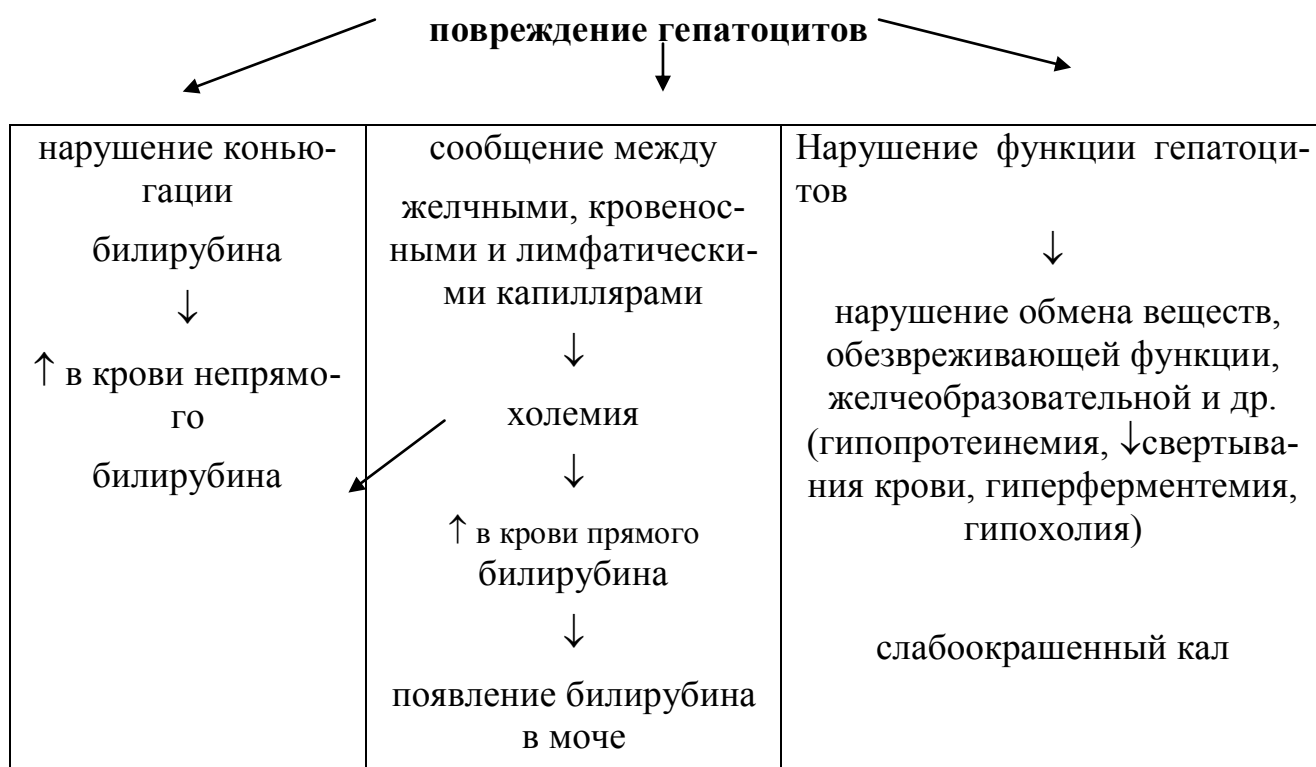 повреждение гепатоцитов
нарушение конью-
гации
билирубина
↓
↑ в крови непрямо-
го
билирубина
сообщение между
желчными, кровенос-
ными и лимфатически-
ми капиллярами
↓
холемия
↓
↑ в крови прямого
билирубина
↓
появление билирубина
в моче
Нарушение функции гепатоци-
тов
↓
нарушение обмена веществ,
обезвреживающей функции,
желчеобразовательной и др.
(гипопротеинемия, ↓свертыва-
ния крови, гиперферментемия,
гипохолия)
слабоокрашенный кал